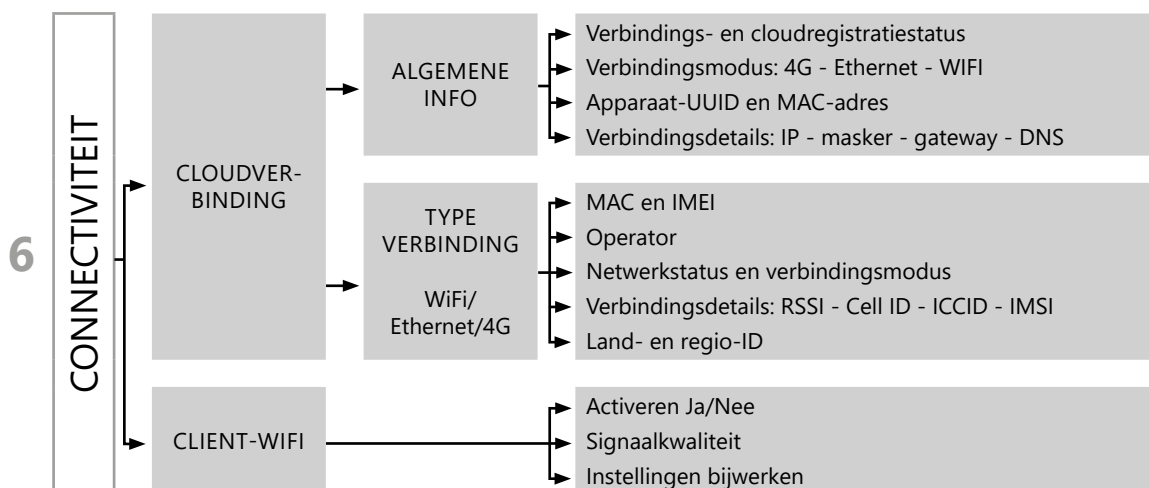 6
CONNECTIVITEIT
CLOUDVER-
BINDING
ALGEMENE
INFO
Verbindings- en cloudregistratiestatus
Verbindingsmodus: 4G - Ethernet - WIFI
Apparaat-UUID en MAC-adres
Verbindingsdetails: IP - masker - gateway - DNS
TYPE
VERBINDING
WiFi/
Ethernet/4G
MAC en IMEI
Operator
Netwerkstatus en verbindingsmodus
Verbindingsdetails: RSSI - Cell ID - ICCID - IMSI
Land- en regio-ID
CLIENT-WIFI
Activeren Ja/Nee
Signaalkwaliteit
Instellingen bijwerken